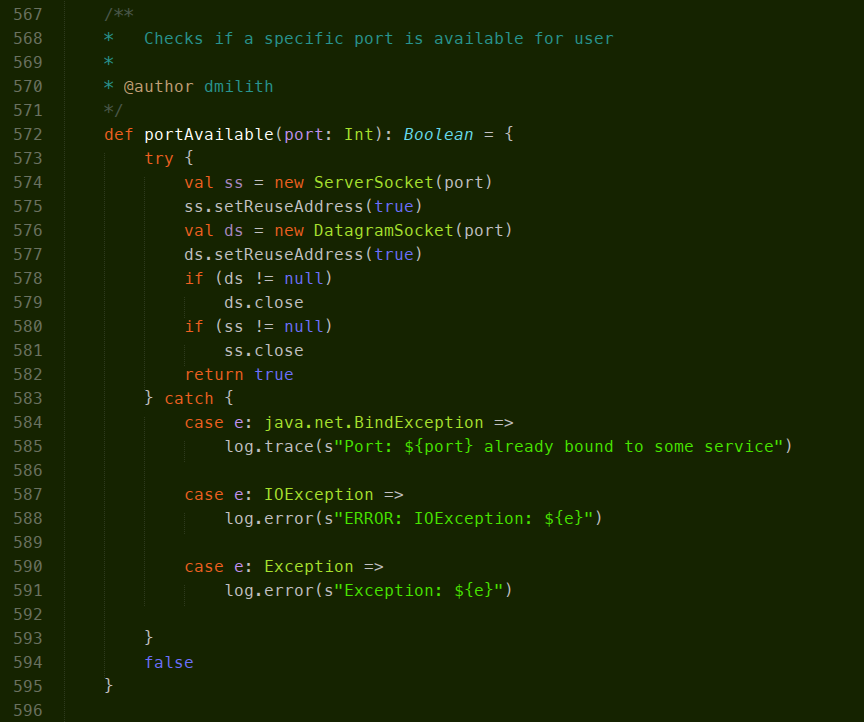 567 /**
568 *   Checks if a specific port is available for user
569 *
570 * @author dmilith
571 */
572 def portAvailable(port: Int): Boolean = {
573     try {
574         val ss = new ServerSocket(port)
575         ss.setReuseAddress(true)
576         val ds = new DatagramSocket(port)
577         ds.setReuseAddress(true)
578         if (ds != null)
579             ds.close
580         if (ss != null)
581             ss.close
582         return true
583     } catch {
584         case e: java.net.BindException =>
585             log.trace(s"Port: ${port} already bound to some service")
586
587         case e: IOException =>
588             log.error(s"ERROR: IOException: ${e}")
589
590         case e: Exception =>
591             log.error(s"Exception: ${e}")
592
593     }
594     false
595 }
596